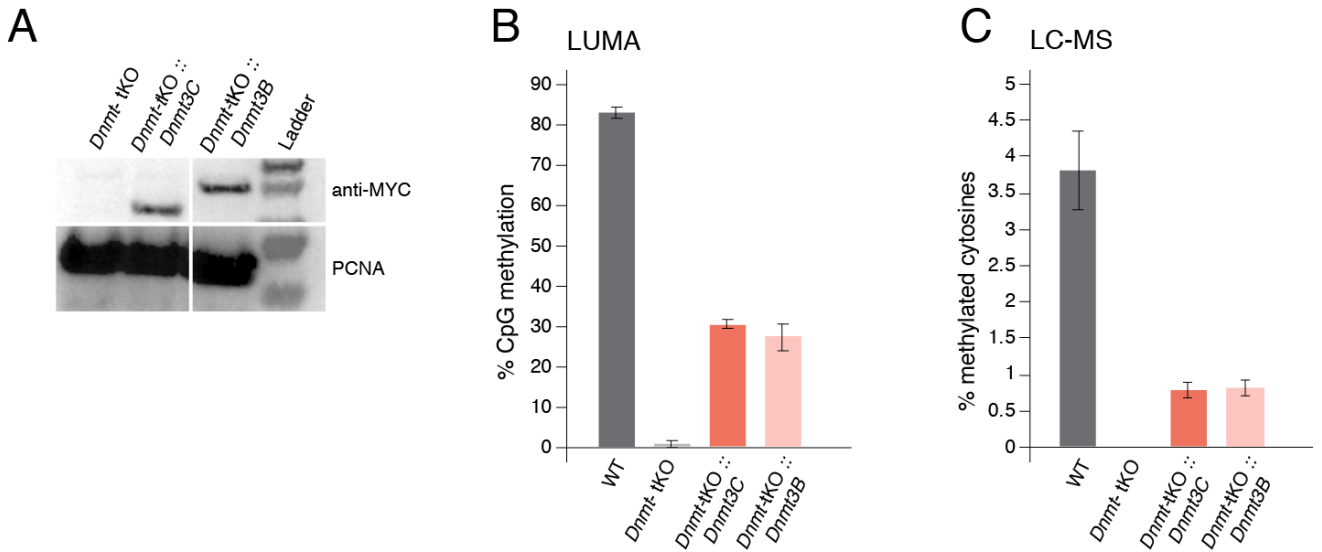 A
Dnmt- tKO
Dnmt-tKO ::
Dnmt3C
Dnmt-tKO ::
Dnmt3B
Ladder
anti-MYC
PCNA
B
LUMA
% CpG methylation
90
80
70
60
50
40
30
20
10
0
WT
Dnmt- tKO
Dnmt-tKO ::
Dnmt3C
Dnmt-tKO ::
Dnmt3B
C
LC-MS
% methylated cytosines
5
4.5
4
3.5
3
2.5
2
1.5
1
0.5
0
WT
Dnmt- tKO
Dnmt-tKO ::
Dnmt3C
Dnmt-tKO ::
Dnmt3B